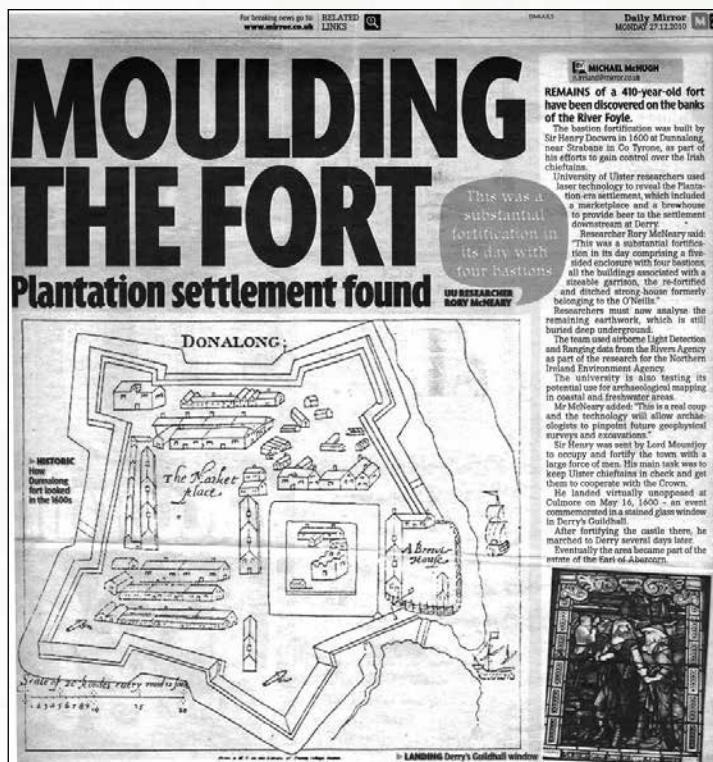 For breaking news go to
www.mirror.co.uk
RELATED
LINKS
Daily Mirror
MONDAY 27.12.2010
M
MOULDING
THE FORT
Plantation settlement found
This was a
substantial
fortification in
its day with
four bastions
UU RESEARCHER
RORY McNEARY
MICHAEL McHUGH
REMAINS of a 410-year-old fort
have been discovered on the banks
of the River Foyle.
The bastion fortification was built by
Sir Henry Docwra in 1600 at Dunnalong,
near Strabane in Co Tyrone, as part of
his efforts to gain control over the Irish
chieftains.
University of Ulster researchers used
laser technology to reveal the Planta-
tion-era settlement, which included
a marketplace and a brewhouse
to provide beer to the settlement
downstream at Derry.
Researcher Rory McNeary said:
"This was a substantial fortifica-
tion in its day comprising a five-
sided enclosure with four bastions,
all the buildings associated with a
sizeable garrison, the re-fortified
and ditched strong-house formerly
belonging to the O'Neills."
Researchers must now analyse the
remaining earthwork, which is still
buried deep underground.
The team used airborne Light Detection
and Ranging data from the Rivers Agency
as part of the research for the Northern
Ireland Environment Agency.
The university is also testing its
potential use for archaeological mapping
in coastal and freshwater areas.
Mr McNeary added: "This is a real coup
and the technology will allow archae-
ologists to pinpoint future geophysical
surveys and excavations."
Sir Henry was sent by Lord Mountjoy
to occupy and fortify the town with a
large force of men. His main task was to
keep Ulster chieftains in check and get
them to cooperate with the Crown.
He landed virtually unopposed at
Culmore on May 16, 1600 – an event
commemorated in a stained glass window
in Derry's Guildhall.
After fortifying the castle there, he
marched to Derry several days later.
Eventually the area became part of the
estate of the Earl of Abercorn.
DONALONG:
HISTORIC
How
Dunnalong
fort looked
in the 1600s
The Market
place
A Brew
House
Scale of 20
LANDING Derry's Guildhall window